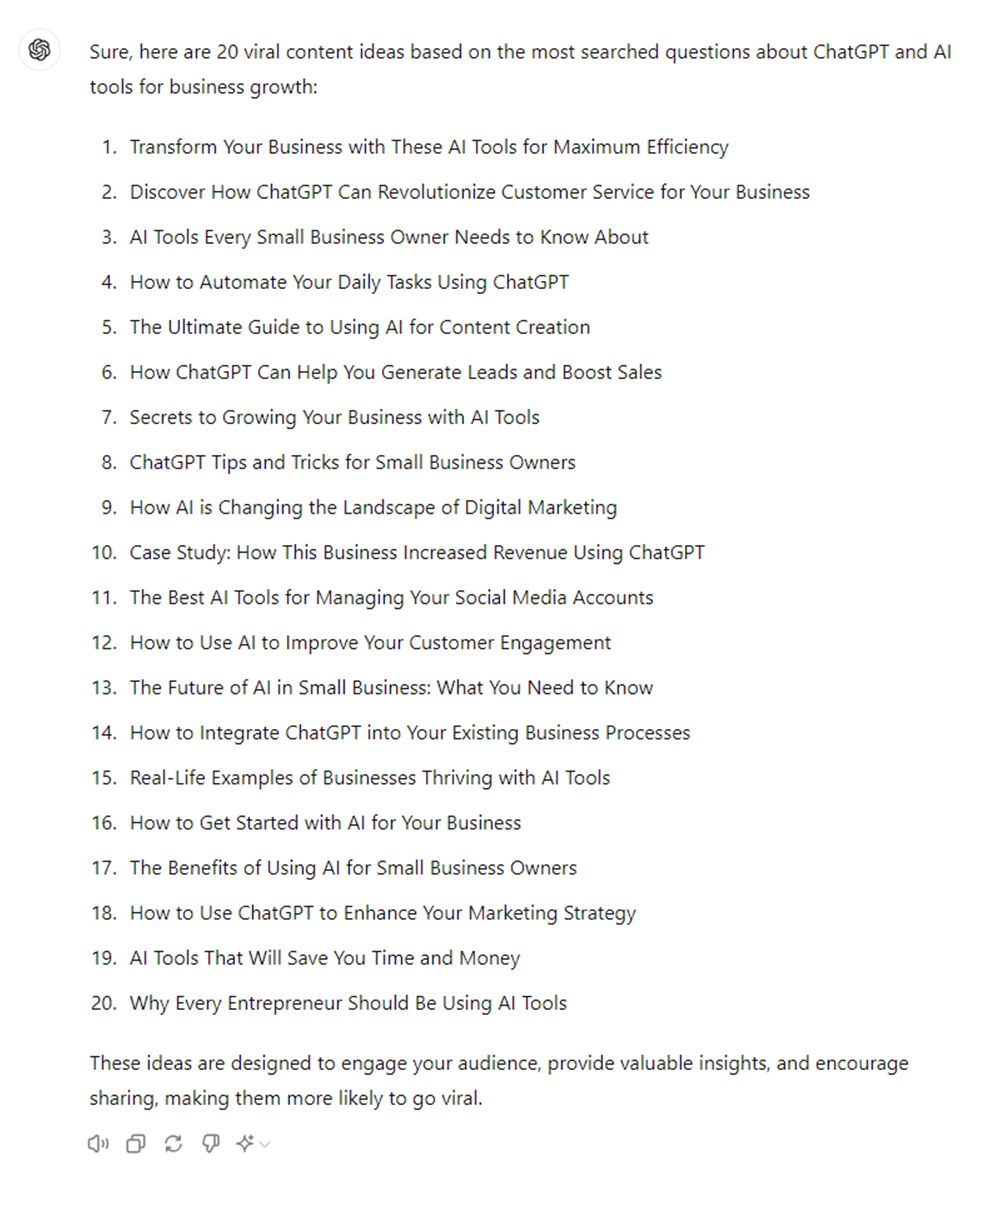 Sure, here are 20 viral content ideas based on the most searched questions about ChatGPT and AI
tools for business growth:
1. Transform Your Business with These AI Tools for Maximum Efficiency
2. Discover How ChatGPT Can Revolutionize Customer Service for Your Business
3. AI Tools Every Small Business Owner Needs to Know About
4. How to Automate Your Daily Tasks Using ChatGPT
5. The Ultimate Guide to Using AI for Content Creation
6. How ChatGPT Can Help You Generate Leads and Boost Sales
7. Secrets to Growing Your Business with AI Tools
8. ChatGPT Tips and Tricks for Small Business Owners
9. How AI is Changing the Landscape of Digital Marketing
10. Case Study: How This Business Increased Revenue Using ChatGPT
11. The Best AI Tools for Managing Your Social Media Accounts
12. How to Use AI to Improve Your Customer Engagement
13. The Future of AI in Small Business: What You Need to Know
14. How to Integrate ChatGPT into Your Existing Business Processes
15. Real-Life Examples of Businesses Thriving with AI Tools
16. How to Get Started with AI for Your Business
17. The Benefits of Using AI for Small Business Owners
18. How to Use ChatGPT to Enhance Your Marketing Strategy
19. AI Tools That Will Save You Time and Money
20. Why Every Entrepreneur Should Be Using AI Tools
These ideas are designed to engage your audience, provide valuable insights, and encourage
sharing, making them more likely to go viral.